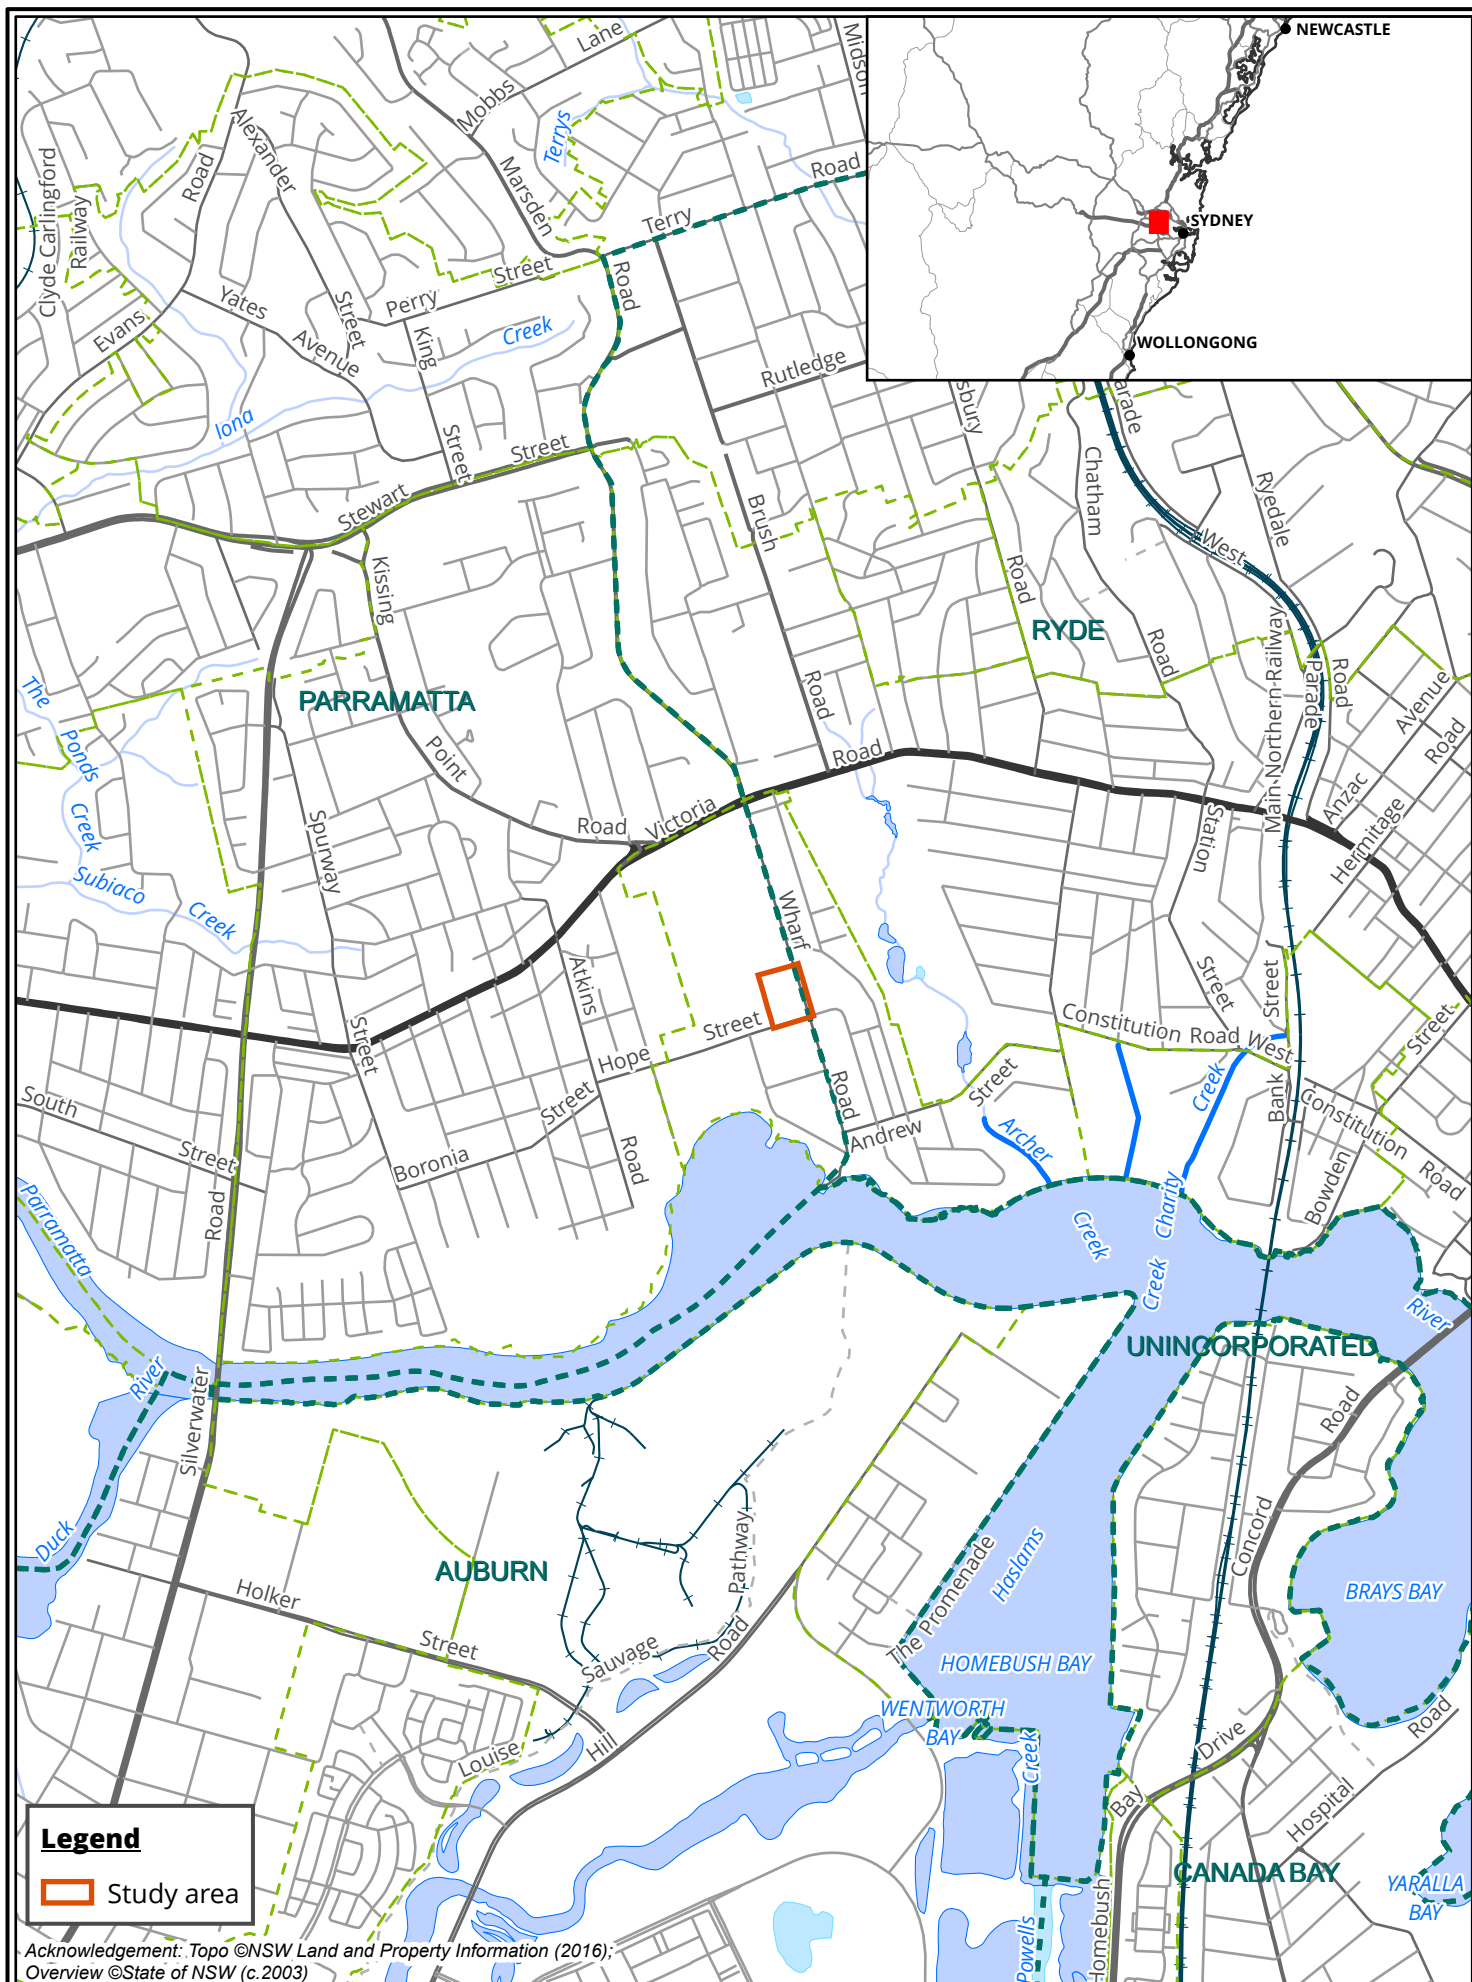 NEWCASTLE
SYDNEY
WOLLONGONG
Lane
Mobbs
Midson
Terrys
Alexander
Road
Marsden
Road
Terry
Clyde Carlingford
Railway
Street
Road
Perry
Yates
Street
King
Creek
Evans
Avenue
Rutledge
sbury
arade
Iona
Street
Street
Chatham
Ryedale
Stewart
Brush
West
Kissing
Road
RYDE
Road
Main Northern Railway
Parade
Road
The
PARRAMATTA
Road
Avenue
Ponds
Point
Road
Road
Creek
Spurway
Road
Victoria
Station
Anzac
Hermitage
Subiaco
Creek
Wharf
Atkins
Street
Street
Constitution Road West
Street
Street
Street
Hope
Street
Road
Street
Creek
Bank
Constitution
Road
South
Street
Andrew
Archer
Boronia
Road
Bowden
Parramatta
Road
Creek
Charity
Creek
River
UNINCORPORATED
River
Silverwater
Road
Duck
Concord
AUBURN
Pathway
The Promenade
Haslams
BRAYS BAY
Holker
Street
Sauvage
Road
HOMEBUSH BAY
WENTWORTH
BAY
Louise
Hill
Creek
Drive
Road
Bay
Hospital
CANADA BAY
YARALLA
BAY
Homebush
Powells
Legend
Study area
Acknowledgement: Topo ©NSW Land and Property Information (2016);
Overview ©State of NSW (c.2003)